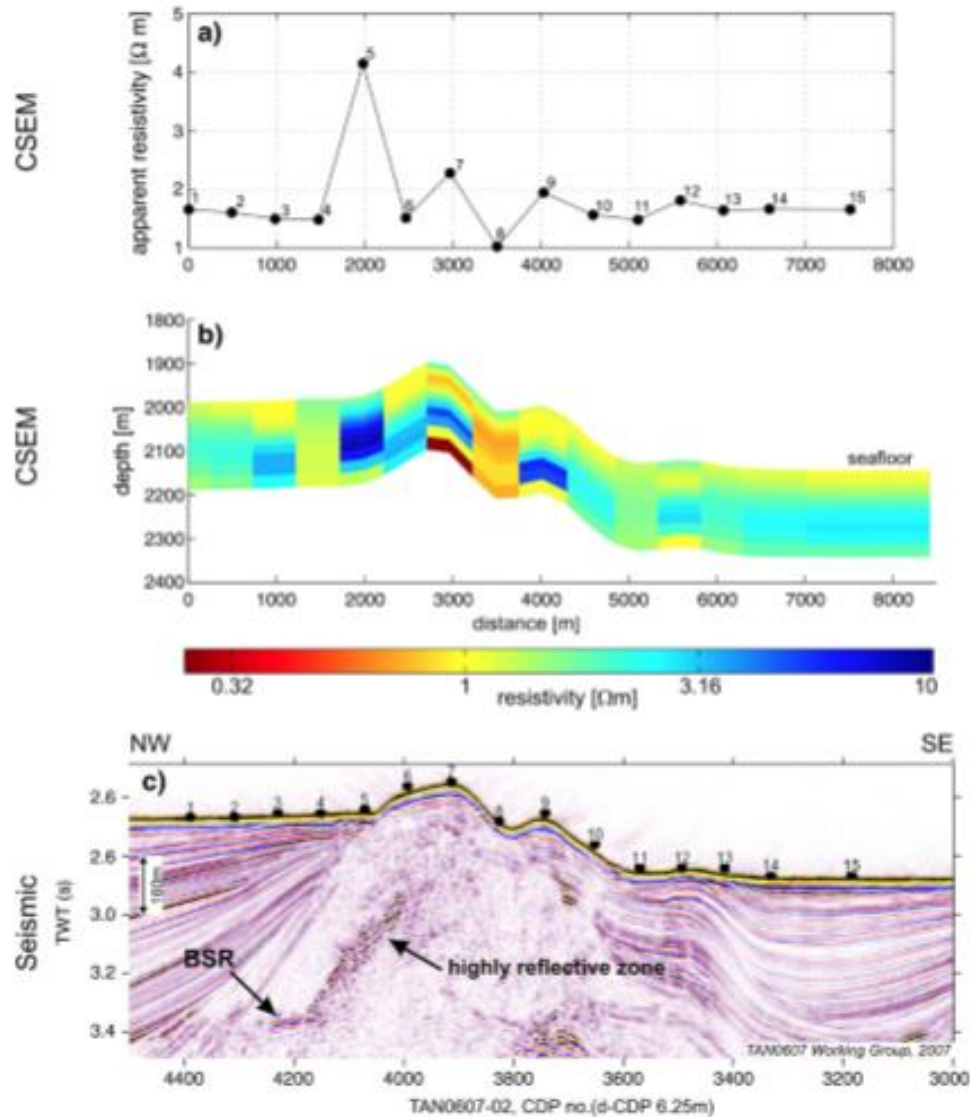 CSEM
a)
apparent resistivity [Ω m]
5
4
3
2
1
1 2 3 4 5 6 7 8 9 10 11 12 13 14 15
0 1000 2000 3000 4000 5000 6000 7000 8000
CSEM
b)
depth [m]
1800
1900
2000
2100
2200
2300
2400
seafloor
0 1000 2000 3000 4000 5000 6000 7000 8000
distance [m]
0.32 1 3.16 10
resistivity [Ωm]
NW SE
Seismic
c)
TWT (s)
2.6
2.6
3.0
3.2
3.4
1 2 3 4 5 6 7 8 9 10 11 12 13 14 15
160m
BSR
highly reflective zone
TAN0607 Working Group, 2007
4400 4200 4000 3800 3600 3400 3200 3000
TAN0607-02, CDP no.(d-CDP 6.25m)